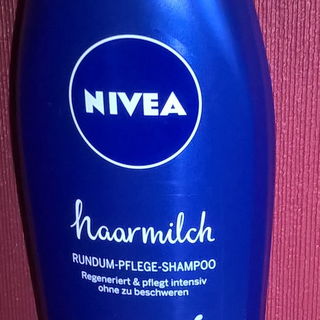 NIVEA
haarmilch
RUNDUM-PFLEGE-SHAMPOO
Regeneriert & pflegt intensiv
ohne zu beschweren